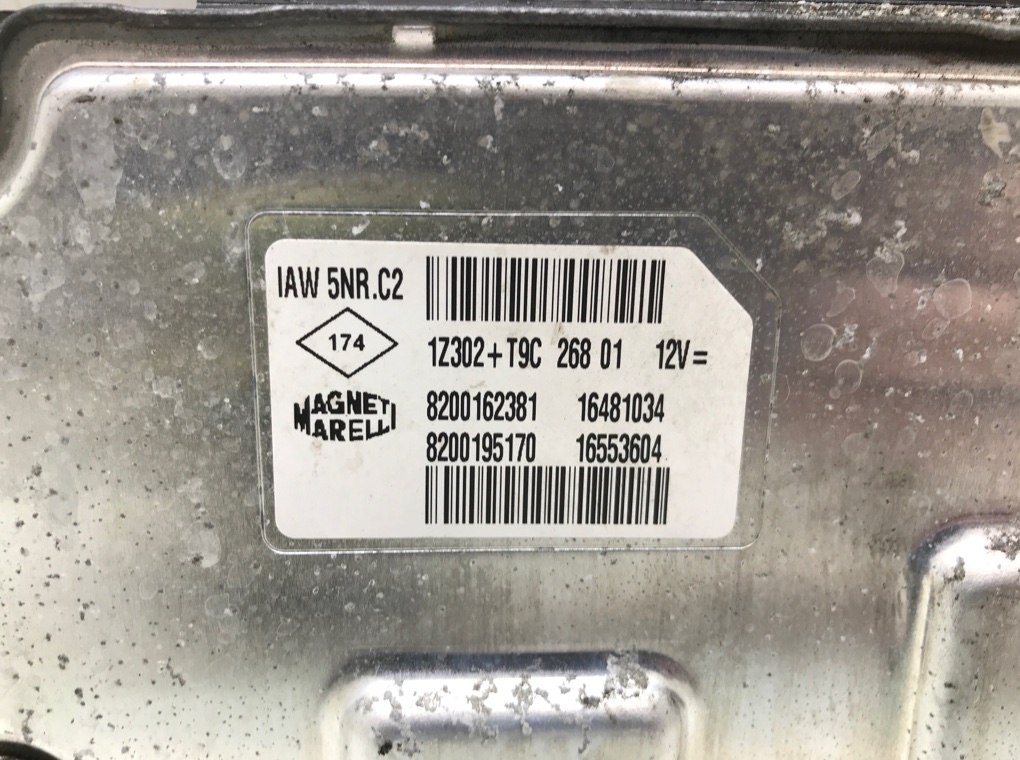 IAW 5NR.C2
174
1Z302+T9C 268 01 12V=
MAGNETI
MARELLI
8200162381 16481034
8200195170 16553604